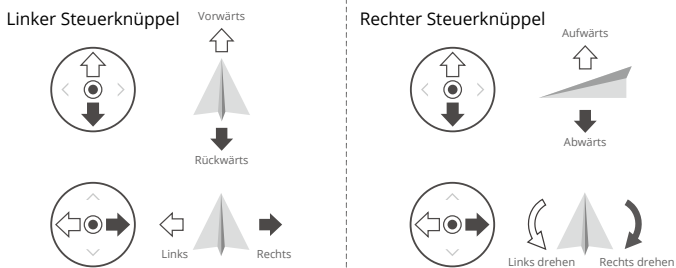 Linker Steuerknüppel
Vorwärts
Rückwärts
Links
Rechts
Rechter Steuerknüppel
Aufwärts
Abwärts
Links drehen
Rechts drehen